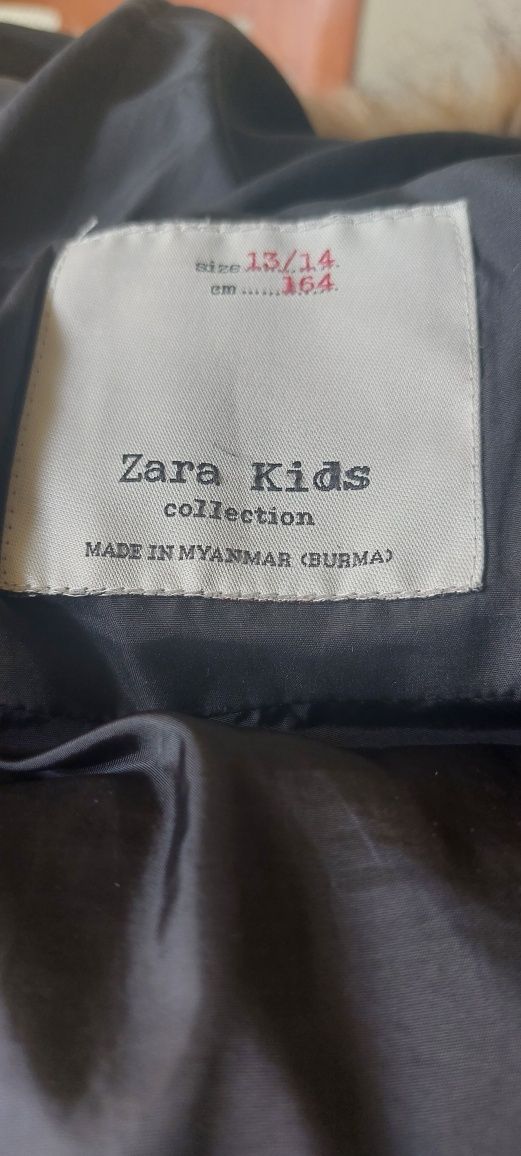 size 13/14
cm ...... 164
Zara Kids
collection
MADE IN MYANMAR (BURMA)